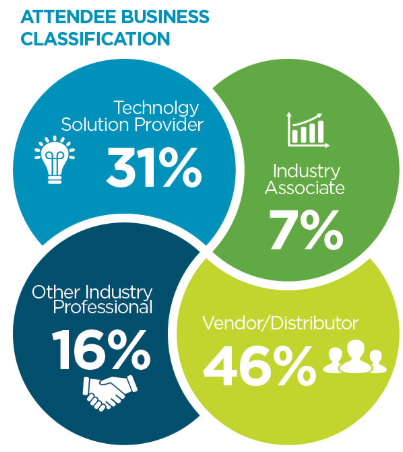 ATTENDEE BUSINESS
CLASSIFICATION
Technolgy
Solution Provider
31%
Industry
Associate
7%
Other Industry
Professional
16%
Vendor/Distributor
46%